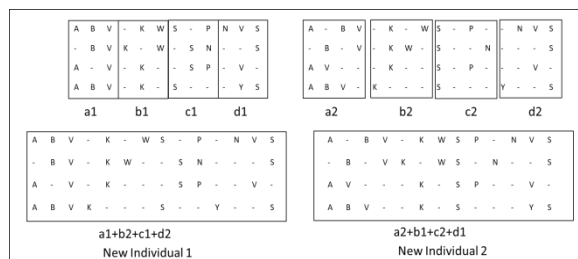 A B V - K W S - P N V S
- B V K - W - S N - - S
A - V - K - - S P - V -
A B V - K - S - - - Y S
a1 b1 c1 d1
A - B V - K - W S - P - - N V S
- B - V - K W - S - - N - - - S
A V - - - K - - S - P - - - V -
A B V - K - - - S - - - Y - - S
a2 b2 c2 d2
A B V - K - W S - P - N V S
- B V - K W - - S N - - - S
A - V - K - - - S P - - V -
A B V K - - - S - - Y - - S
a1+b2+c1+d2
New Individual 1
A - B V - K W S P - N V S
- B - V K - W S - N - - S
A V - - - K - S P - - V -
A B V - - K - S - - - Y S
a2+b1+c2+d1
New Individual 2